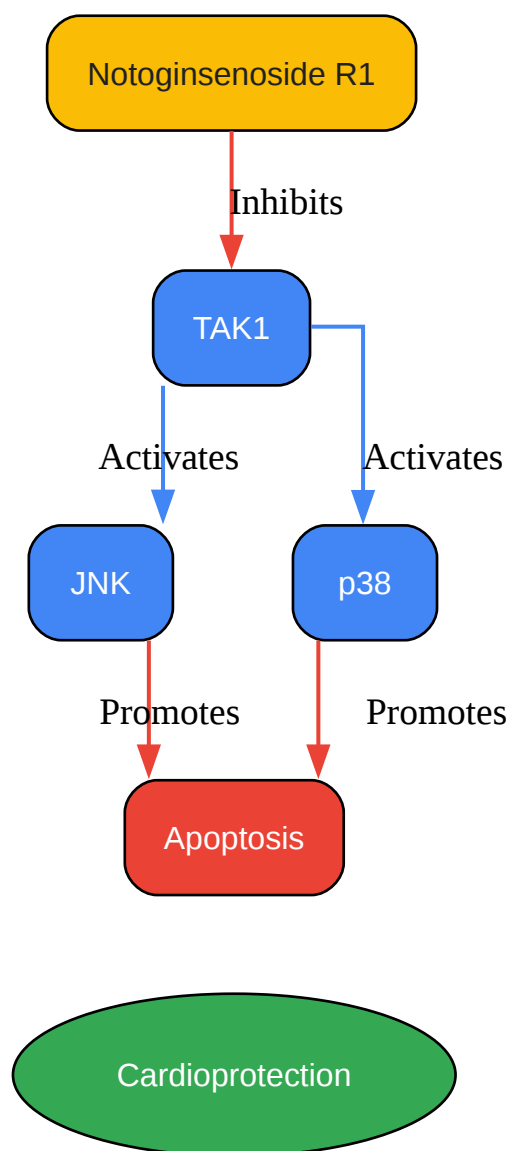 Notoginsenoside R1
Inhibits
TAK1
Activates
Activates
JNK
p38
Promotes
Promotes
Apoptosis
Cardioprotection